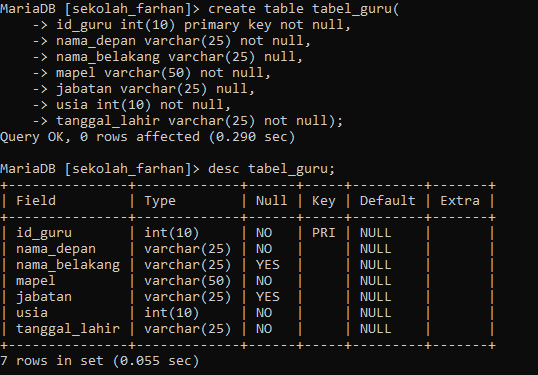 MariaDB [sekolah_farhan]> create table tabel_guru(
    -> id_guru int(10) primary key not null,
    -> nama_depan varchar(25) not null,
    -> nama_belakang varchar(25) null,
    -> mapel varchar(50) not null,
    -> jabatan varchar(25) null,
    -> usia int(10) not null,
    -> tanggal_lahir varchar(25) not null);
Query OK, 0 rows affected (0.290 sec)

MariaDB [sekolah_farhan]> desc tabel_guru;
+---------------+-------------+------+-----+---------+-------+
| Field         | Type        | Null | Key | Default | Extra |
+---------------+-------------+------+-----+---------+-------+
| id_guru       | int(10)     | NO   | PRI | NULL    |       |
| nama_depan    | varchar(25) | NO   |     | NULL    |       |
| nama_belakang | varchar(25) | YES  |     | NULL    |       |
| mapel         | varchar(50) | NO   |     | NULL    |       |
| jabatan       | varchar(25) | YES  |     | NULL    |       |
| usia          | int(10)     | NO   |     | NULL    |       |
| tanggal_lahir | varchar(25) | NO   |     | NULL    |       |
+---------------+-------------+------+-----+---------+-------+
7 rows in set (0.055 sec)